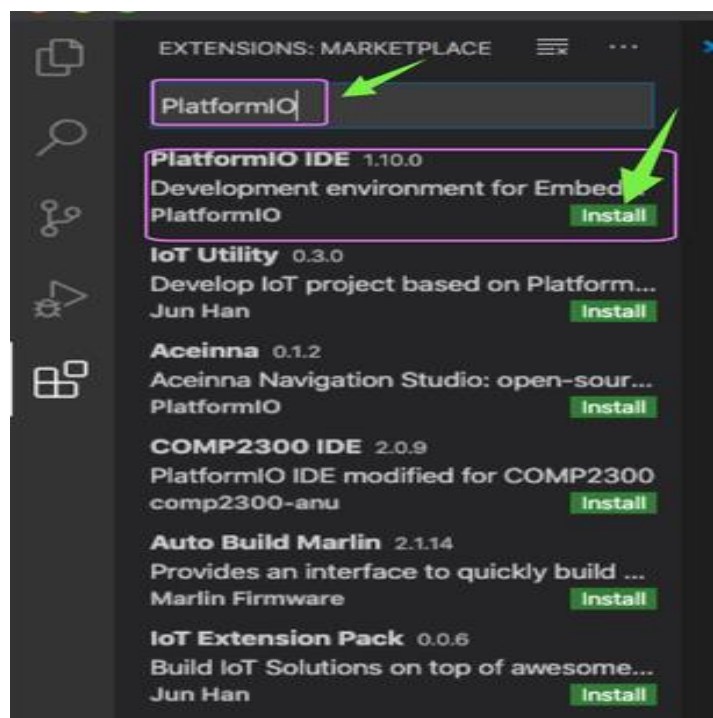 EXTENSIONS: MARKETPLACE
PlatformIO
PlatformIO IDE 1.10.0
Development environment for Embed
PlatformIO Install
IoT Utility 0.3.0
Develop IoT project based on Platform...
Jun Han Install
Aceinna 0.1.2
Aceinna Navigation Studio: open-sour...
PlatformIO Install
COMP2300 IDE 2.0.9
PlatformIO IDE modified for COMP2300
comp2300-anu Install
Auto Build Marlin 2.1.14
Provides an interface to quickly build ...
Marlin Firmware Install
IoT Extension Pack 0.0.6
Build IoT Solutions on top of awesome...
Jun Han Install